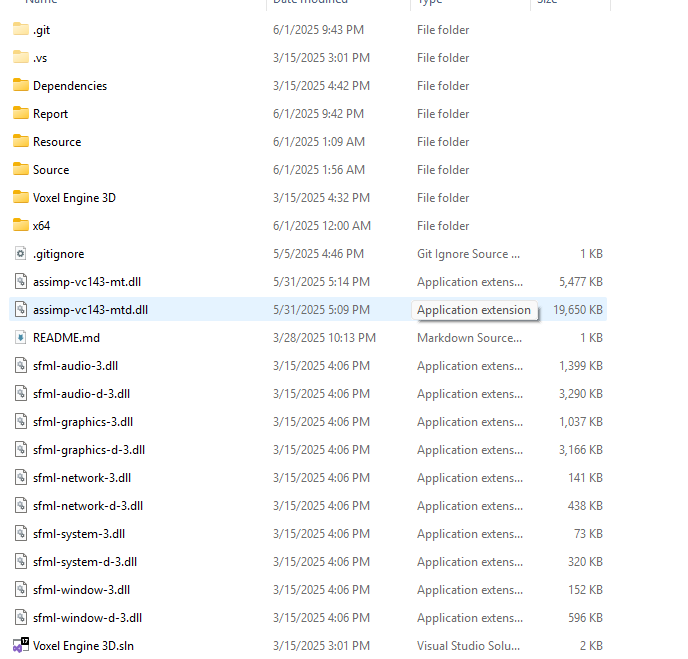 Name Date modified Type Size
.git 6/1/2025 9:43 PM File folder
.vs 3/15/2025 3:01 PM File folder
Dependencies 3/15/2025 4:42 PM File folder
Report 6/1/2025 9:42 PM File folder
Resource 6/1/2025 1:09 AM File folder
Source 6/1/2025 1:56 AM File folder
Voxel Engine 3D 3/15/2025 4:32 PM File folder
x64 6/1/2025 12:00 AM File folder
.gitignore 5/5/2025 4:46 PM Git Ignore Source ... 1 KB
assimp-vc143-mt.dll 5/31/2025 5:14 PM Application extens... 5,477 KB
assimp-vc143-mtd.dll 5/31/2025 5:09 PM Application extension 19,650 KB
README.md 3/28/2025 10:13 PM Markdown Source... 1 KB
sfml-audio-3.dll 3/15/2025 4:06 PM Application extens... 1,399 KB
sfml-audio-d-3.dll 3/15/2025 4:06 PM Application extens... 3,290 KB
sfml-graphics-3.dll 3/15/2025 4:06 PM Application extens... 1,037 KB
sfml-graphics-d-3.dll 3/15/2025 4:06 PM Application extens... 3,166 KB
sfml-network-3.dll 3/15/2025 4:06 PM Application extens... 141 KB
sfml-network-d-3.dll 3/15/2025 4:06 PM Application extens... 438 KB
sfml-system-3.dll 3/15/2025 4:06 PM Application extens... 73 KB
sfml-system-d-3.dll 3/15/2025 4:06 PM Application extens... 320 KB
sfml-window-3.dll 3/15/2025 4:06 PM Application extens... 152 KB
sfml-window-d-3.dll 3/15/2025 4:06 PM Application extens... 596 KB
Voxel Engine 3D.sln 3/15/2025 3:01 PM Visual Studio Solu... 2 KB